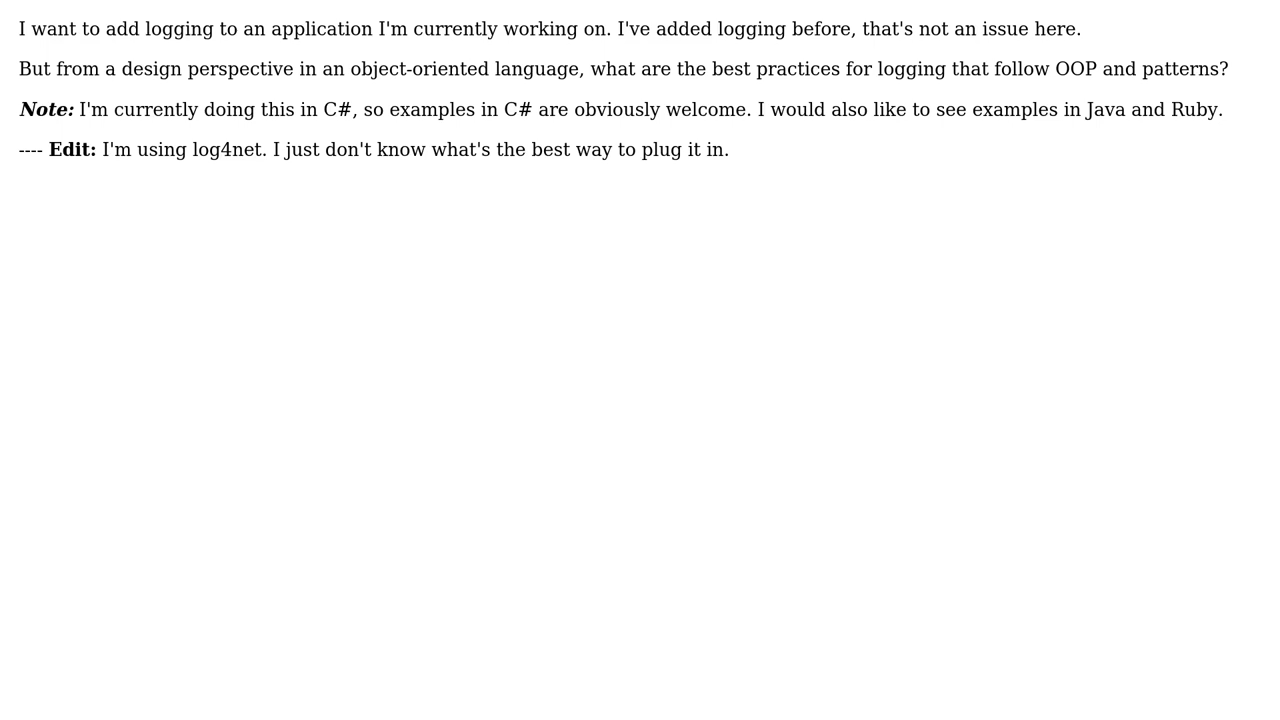 I want to add logging to an application I'm currently working on. I've added logging before, that's not an issue here.
But from a design perspective in an object-oriented language, what are the best practices for logging that follow OOP and patterns?
Note: I'm currently doing this in C#, so examples in C# are obviously welcome. I would also like to see examples in Java and Ruby.
---- Edit: I'm using log4net. I just don't know what's the best way to plug it in.